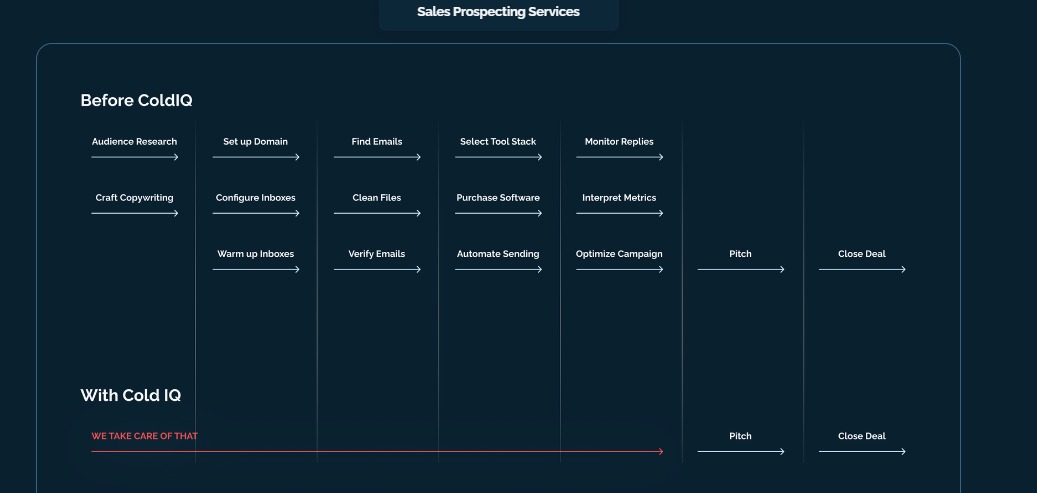 Sales Prospecting Services
Before ColdIQ
Audience Research
Set up Domain
Find Emails
Select Tool Stack
Monitor Replies
Craft Copywriting
Configure Inboxes
Clean Files
Purchase Software
Interpret Metrics
Warm up Inboxes
Verify Emails
Automate Sending
Optimize Campaign
Pitch
Close Deal
With Cold IQ
WE TAKE CARE OF THAT
Pitch
Close Deal